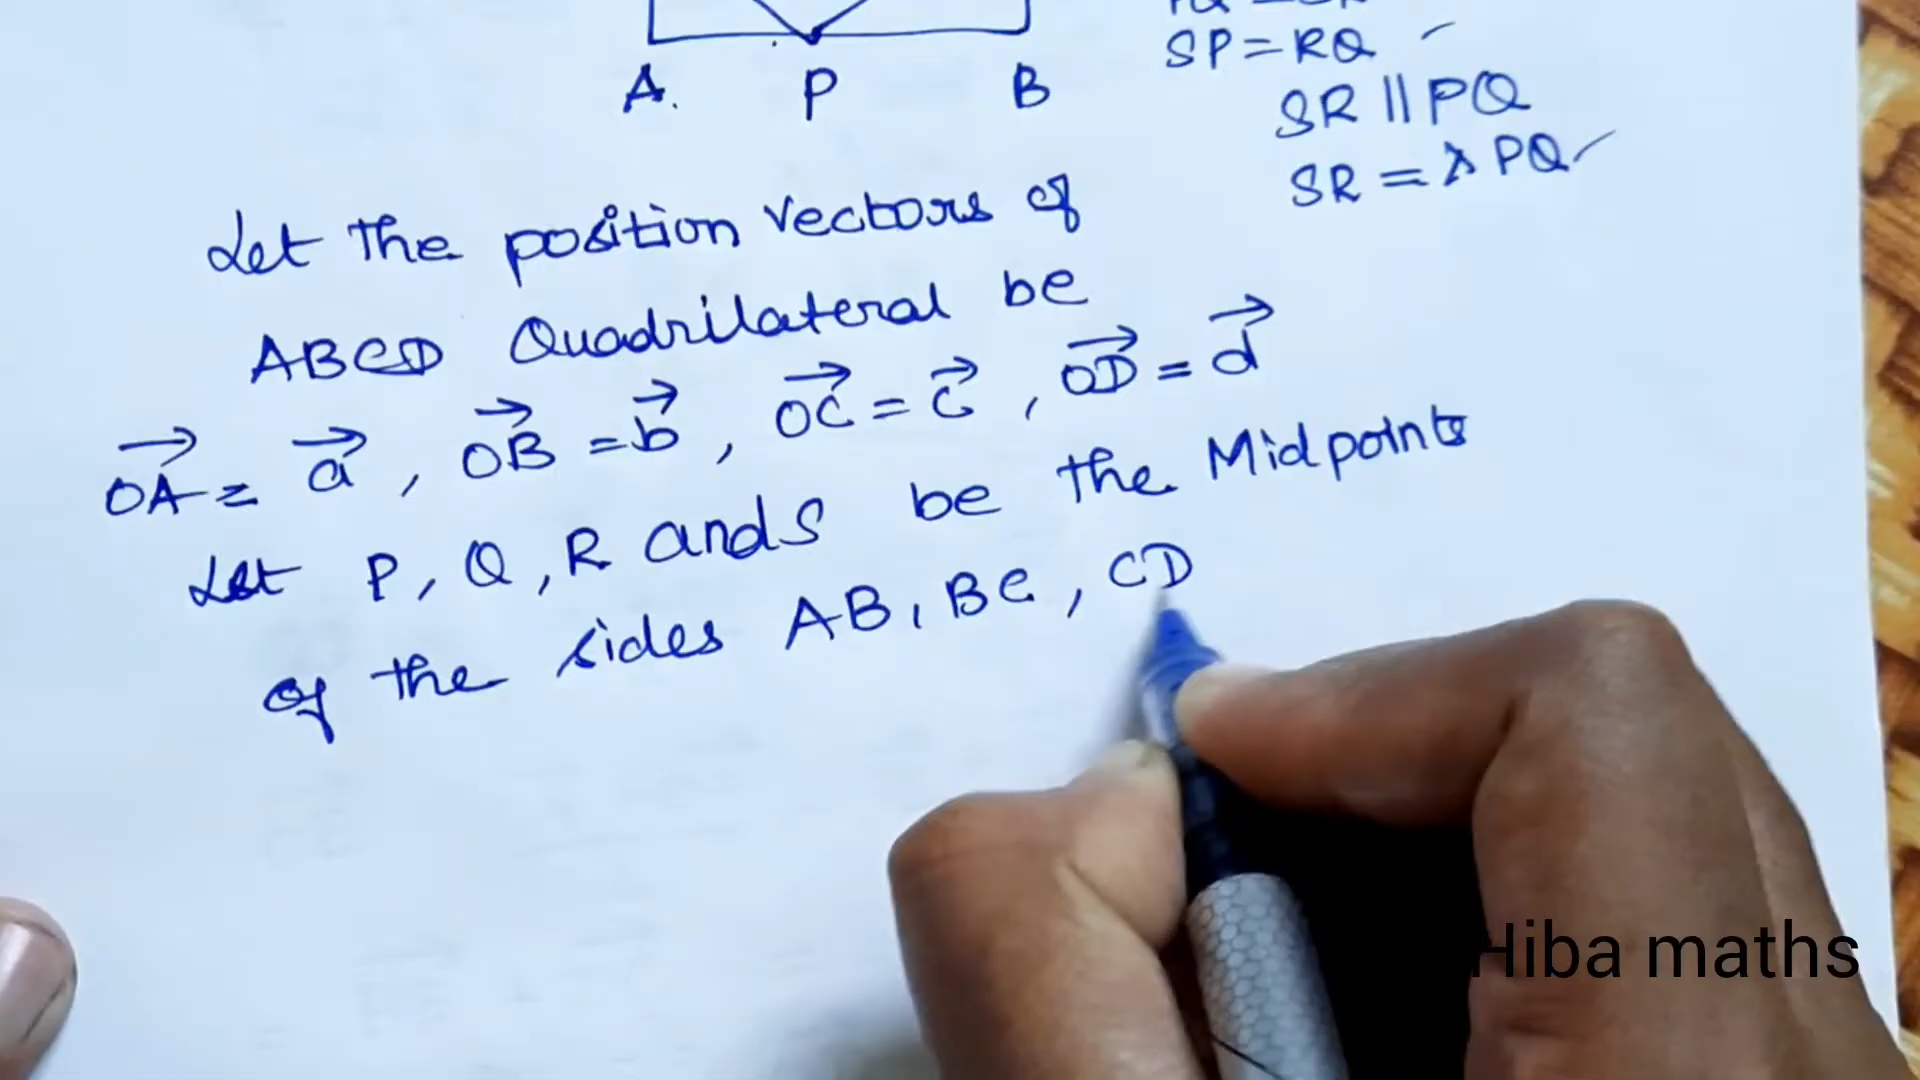 SP = RQ
A. P B
SR || PQ
SR = λ PQ
Let the position vectors of
ABCD Quadrilateral be
OA = a , OB = b , OC = c , OD = d
Let P, Q, R and S be the Midpoints
of the sides AB, BC, CD
Hiba maths